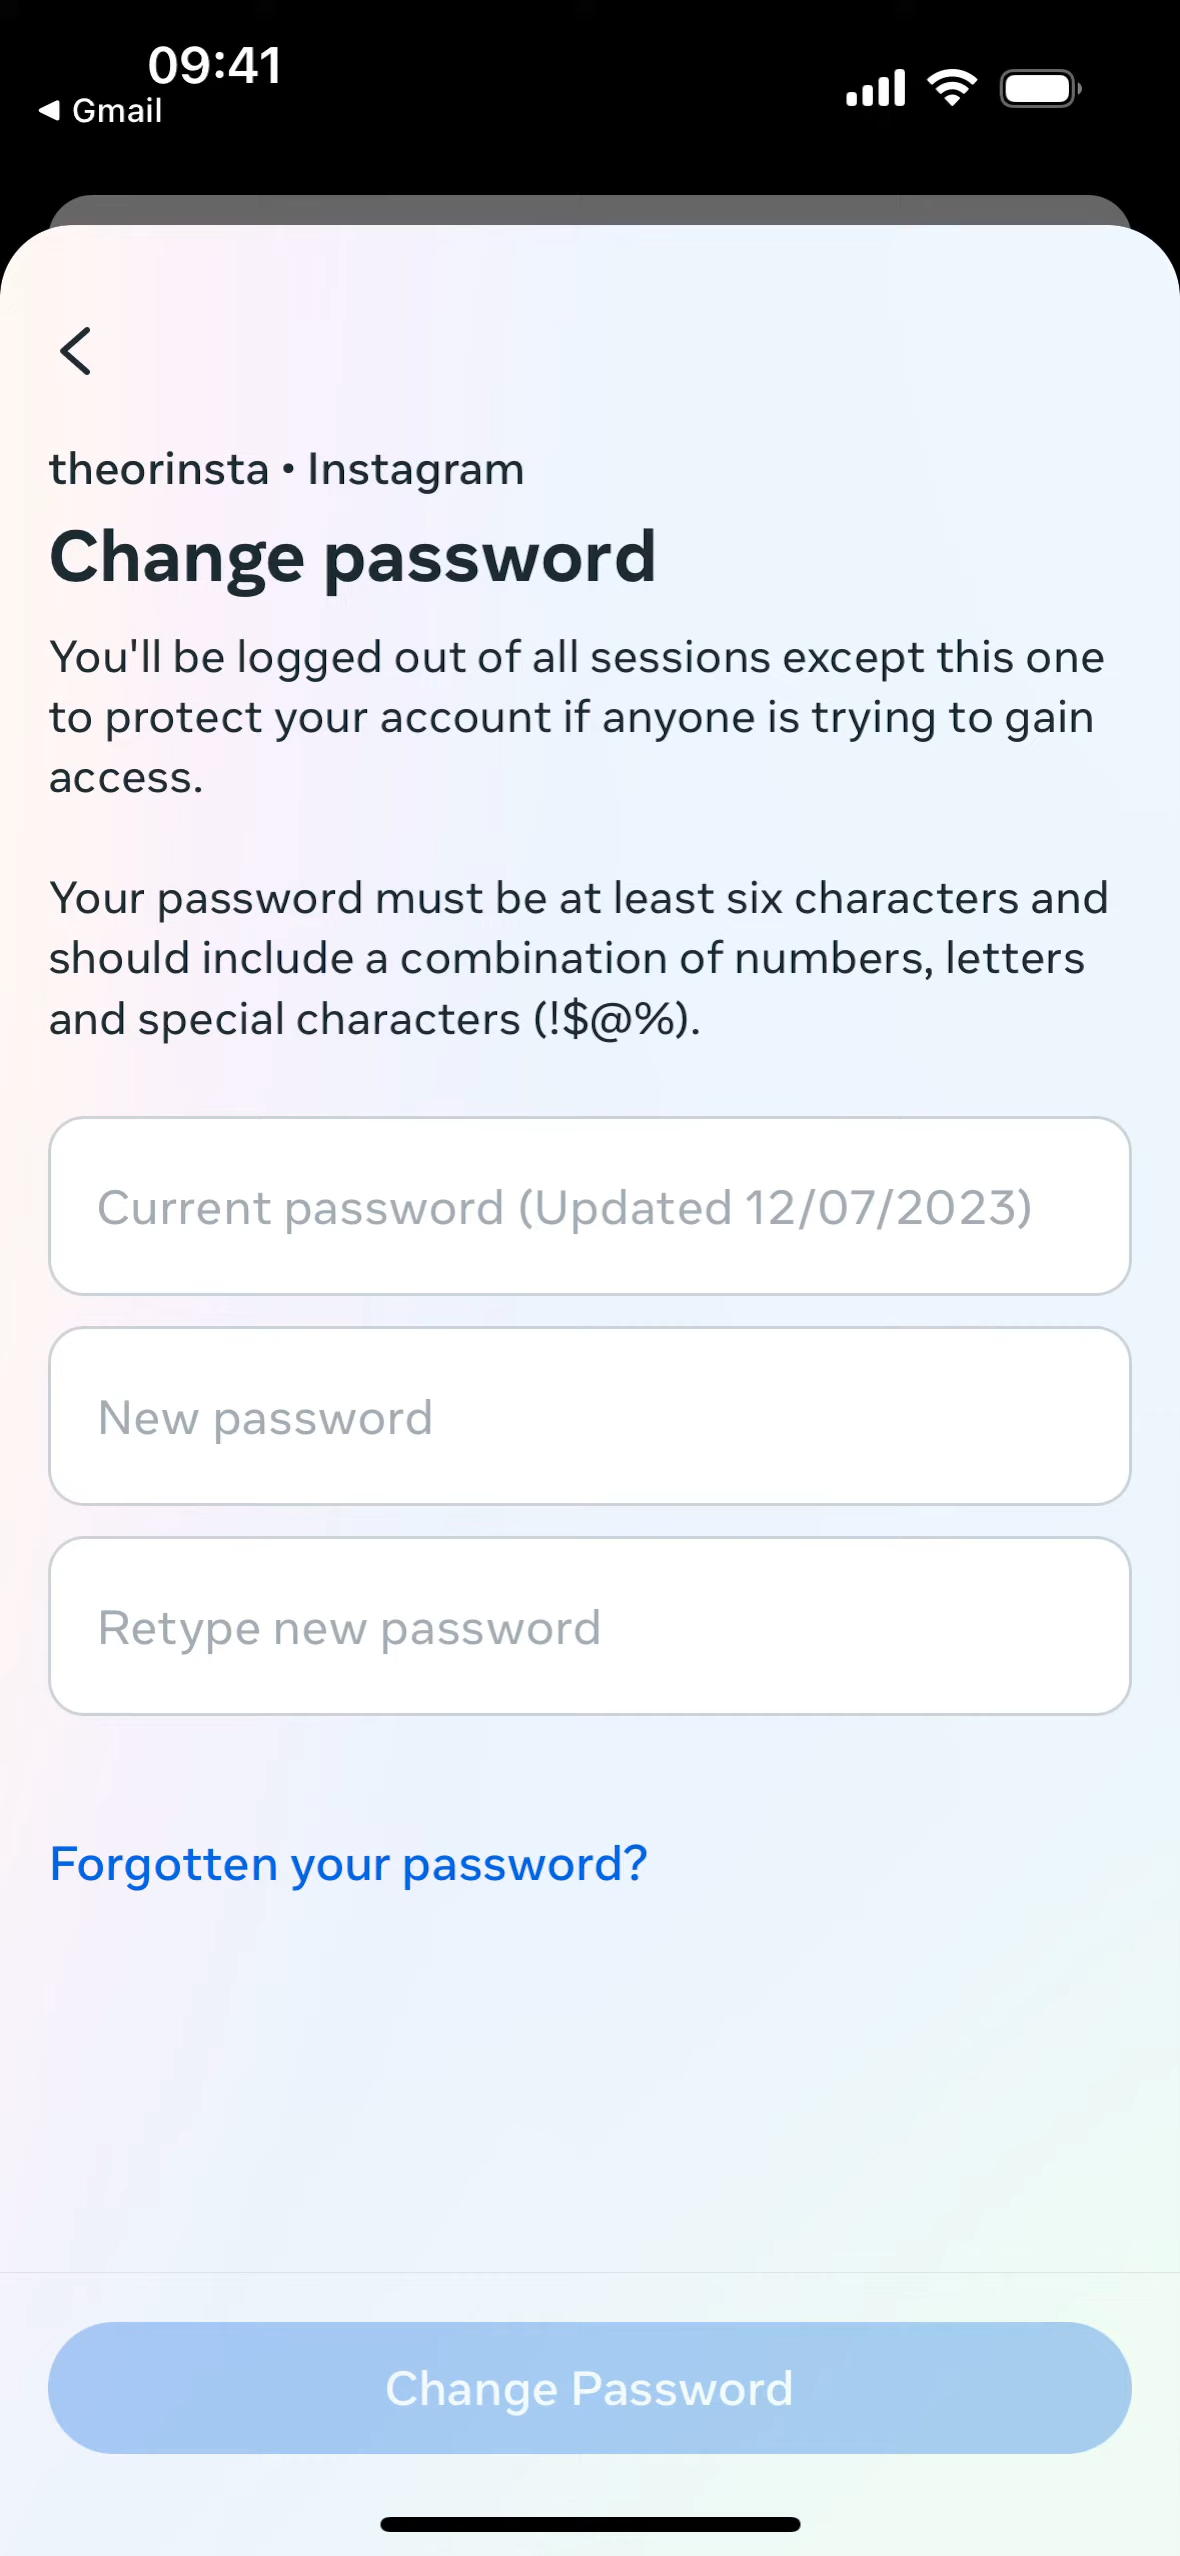 09:41
Gmail
theorinsta • Instagram
Change password
You'll be logged out of all sessions except this one
to protect your account if anyone is trying to gain
access.
Your password must be at least six characters and
should include a combination of numbers, letters
and special characters (!$@%).
Current password (Updated 12/07/2023)
New password
Retype new password
Forgotten your password?
Change Password